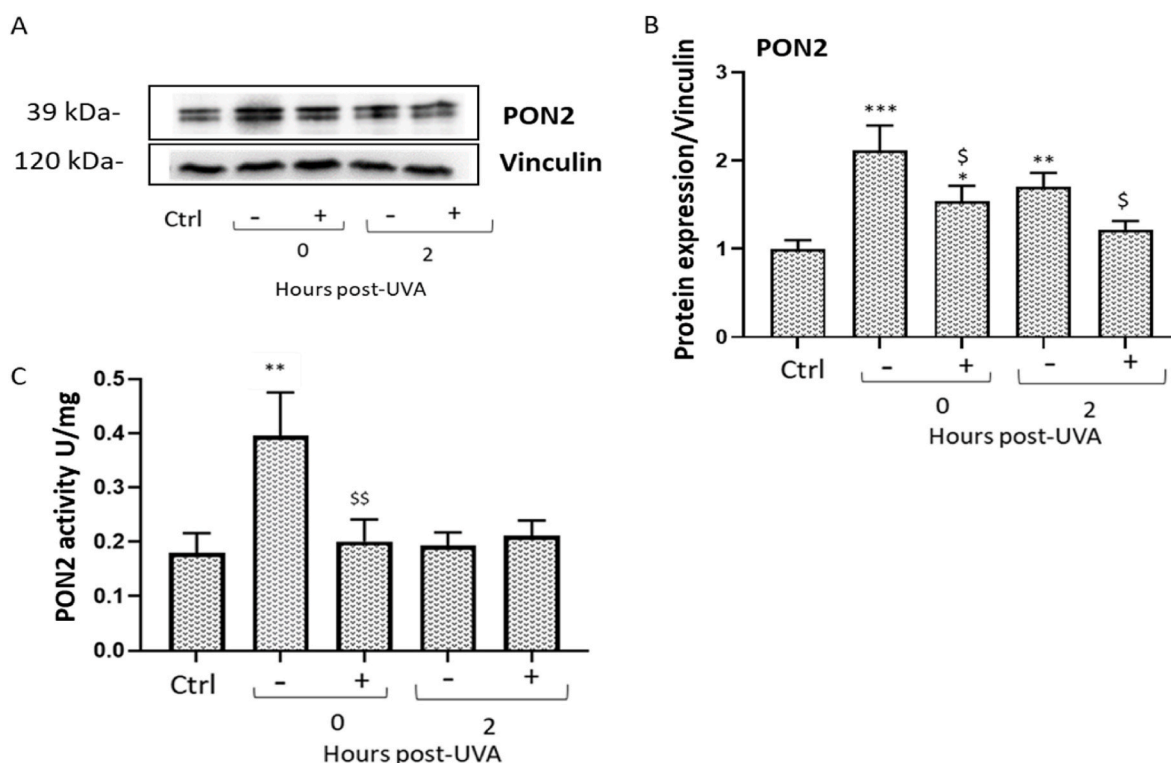 A
39 kDa-
PON2
120 kDa-
Vinculin
Ctrl - + - +
0 2
Hours post-UVA
B
PON2
Protein expression/Vinculin
3
2
1
0
***
$
*
**
$
Ctrl - + - +
0 2
Hours post-UVA
C
PON2 activity U/mg
0.5
0.4
0.3
0.2
0.1
0.0
**
$$
Ctrl - + - +
0 2
Hours post-UVA